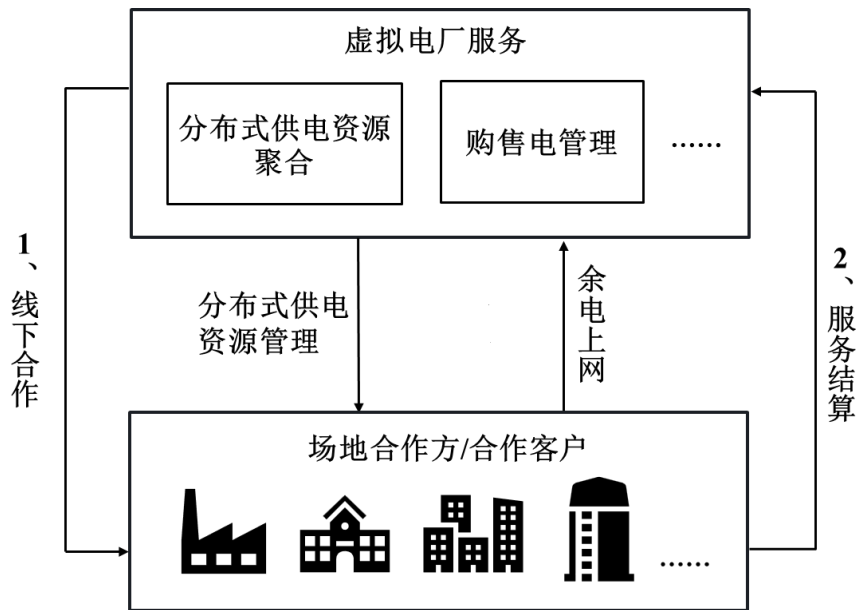 虚拟电厂服务
分布式供电资源
聚合
购售电管理
……
1、线下合作
分布式供电
资源管理
余电上网
2、服务结算
场地合作方/合作客户
……